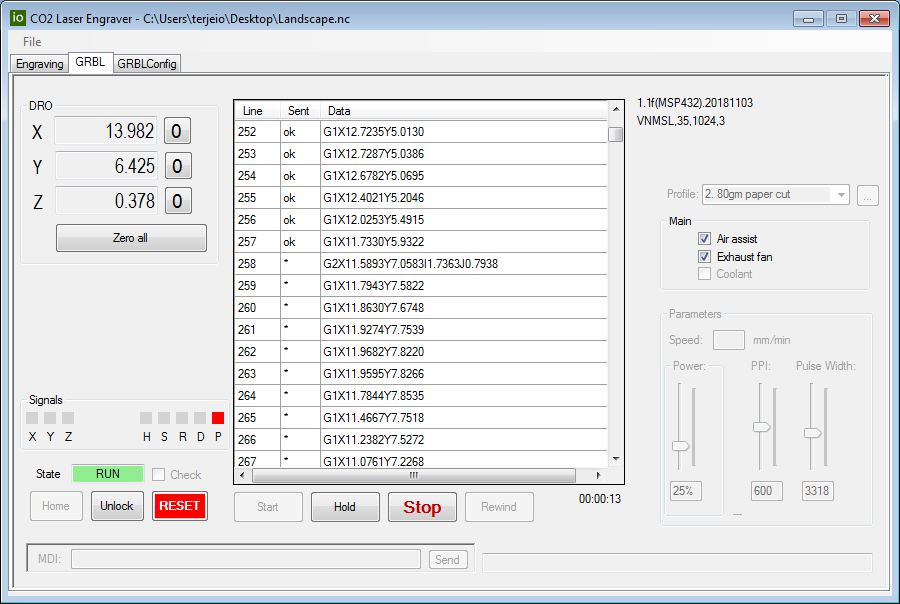 CO2 Laser Engraver - C:\Users\terjeio\Desktop\Landscape.nc
File
Engraving GRBL GRBLConfig
DRO
X 13.982 0
Y 6.425 0
Z 0.378 0
Zero all
Signals
X Y Z H S R D P
State RUN Check
Home Unlock RESET
Line Sent Data
252 ok G1X12.7235Y5.0130
253 ok G1X12.7287Y5.0386
254 ok G1X12.6782Y5.0695
255 ok G1X12.4021Y5.2046
256 ok G1X12.0253Y5.4915
257 ok G1X11.7330Y5.9322
258 * G2X11.5893Y7.0583I1.7363J0.7938
259 * G1X11.7943Y7.5822
260 * G1X11.8630Y7.6748
261 * G1X11.9274Y7.7539
262 * G1X11.9682Y7.8220
263 * G1X11.9595Y7.8266
264 * G1X11.7844Y7.8535
265 * G1X11.4667Y7.7518
266 * G1X11.2382Y7.5272
267 * G1X11.0761Y7.2268
Start Hold Stop Rewind
00:00:13
1.1f(MSP432).20181103
VNMSL,35,1024,3
Profile: 2. 80gm paper cut ...
Main
Air assist
Exhaust fan
Coolant
Parameters
Speed: mm/min
Power: PPI: Pulse Width:
25% 600 3318
MDI: Send